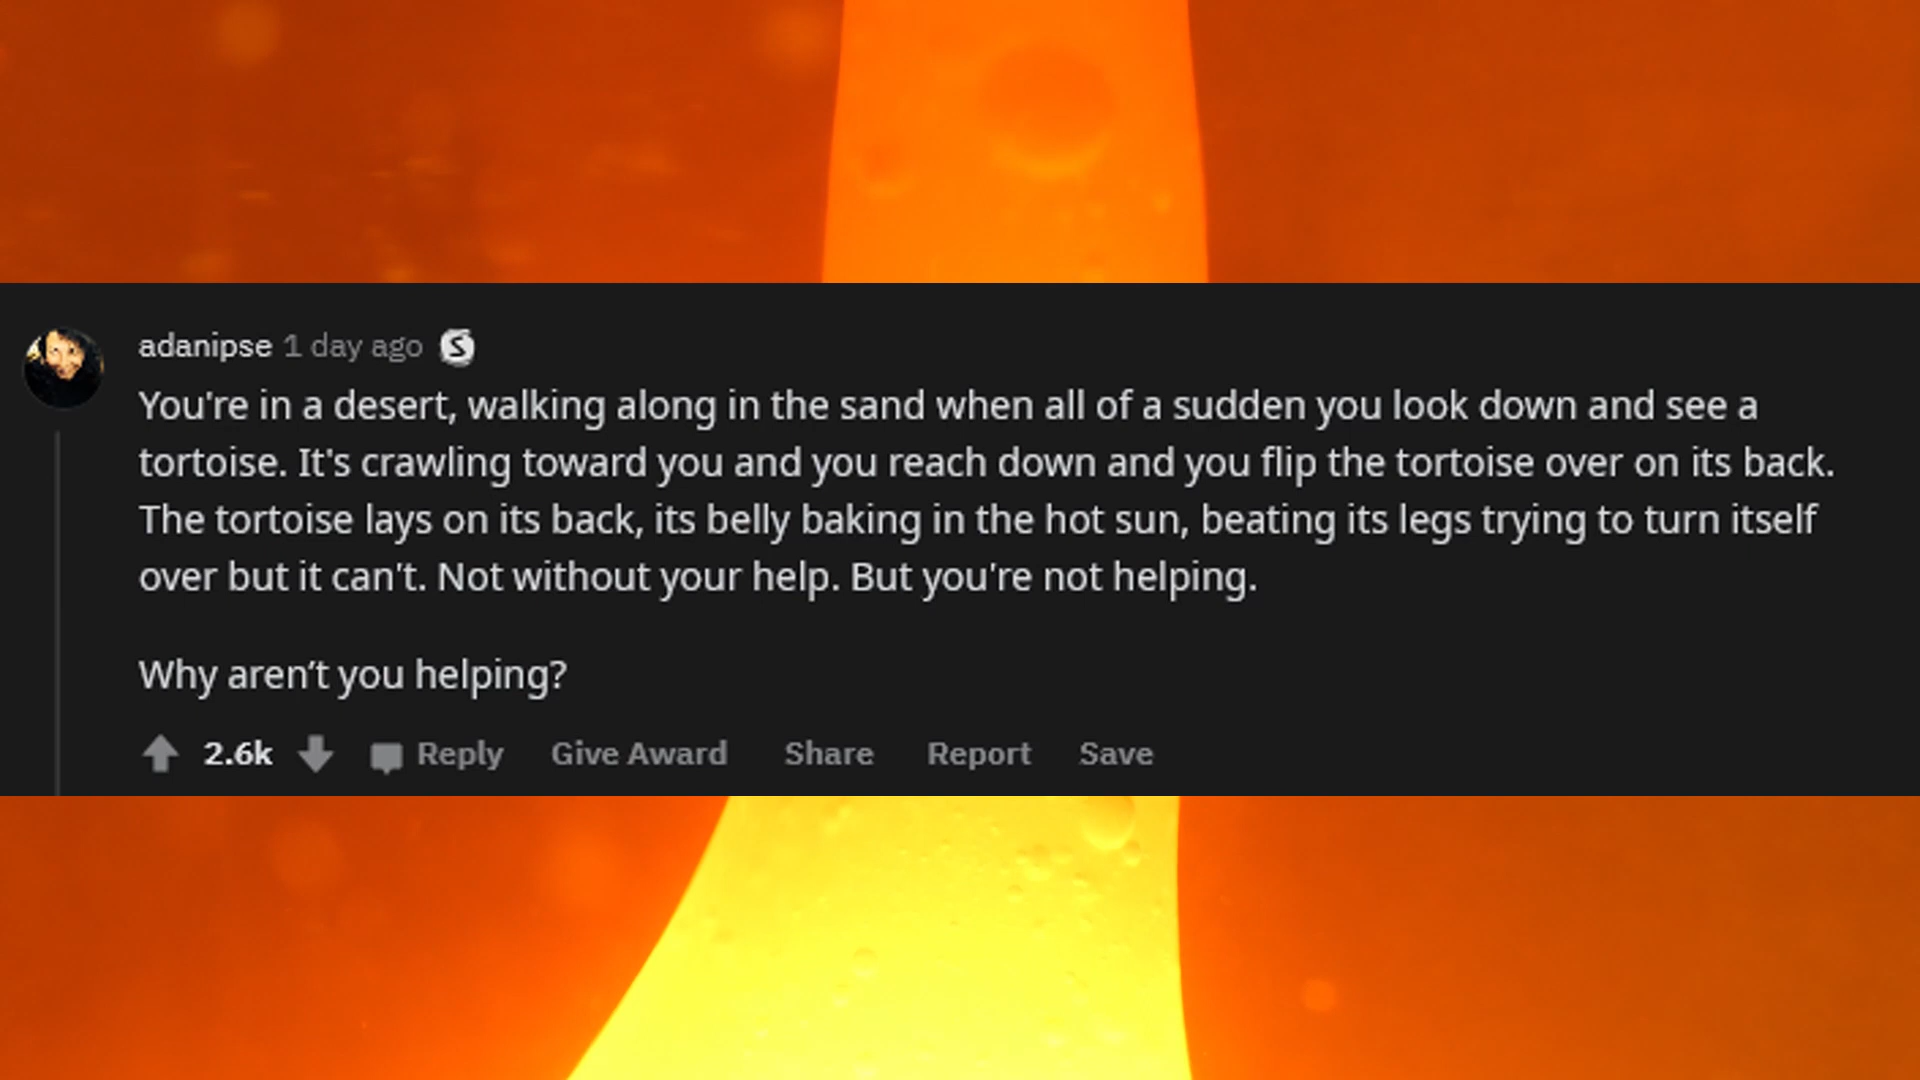 adanipse 1 day ago S
You're in a desert, walking along in the sand when all of a sudden you look down and see a
tortoise. It's crawling toward you and you reach down and you flip the tortoise over on its back.
The tortoise lays on its back, its belly baking in the hot sun, beating its legs trying to turn itself
over but it can't. Not without your help. But you're not helping.
Why aren’t you helping?
2.6k Reply Give Award Share Report Save